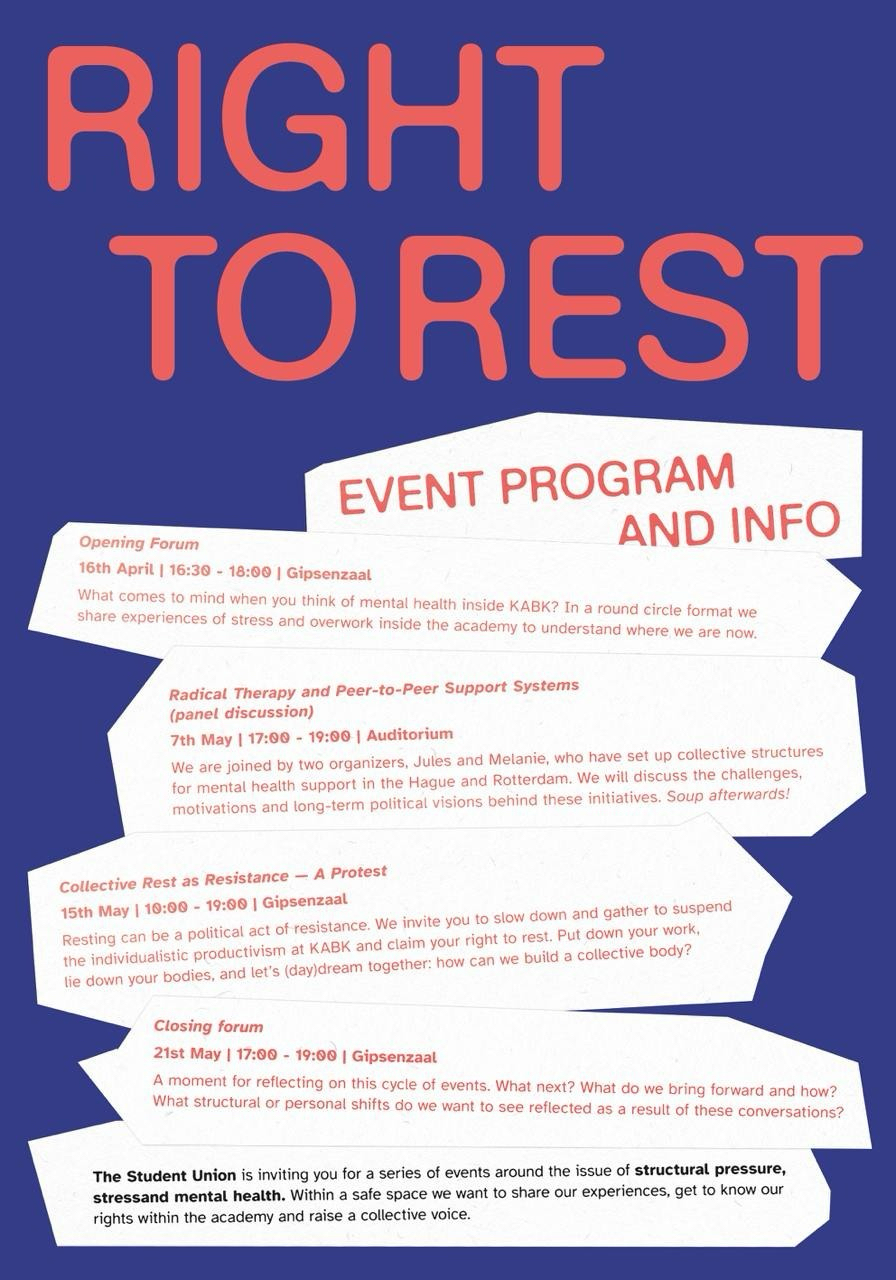 RIGHT
TO REST
EVENT PROGRAM
AND INFO
Opening Forum
16th April | 16:30 - 18:00 | Gipsenzaal
What comes to mind when you think of mental health inside KABK? In a round circle format we
share experiences of stress and overwork inside the academy to understand where we are now.
Radical Therapy and Peer-to-Peer Support Systems
(panel discussion)
7th May | 17:00 - 19:00 | Auditorium
We are joined by two organizers, Jules and Melanie, who have set up collective structures
for mental health support in the Hague and Rotterdam. We will discuss the challenges,
motivations and long-term political visions behind these initiatives. Soup afterwards!
Collective Rest as Resistance — A Protest
15th May | 10:00 - 19:00 | Gipsenzaal
Resting can be a political act of resistance. We invite you to slow down and gather to suspend
the individualistic productivism at KABK and claim your right to rest. Put down your work,
lie down your bodies, and let's (day)dream together: how can we build a collective body?
Closing forum
21st May | 17:00 - 19:00 | Gipsenzaal
A moment for reflecting on this cycle of events. What next? What do we bring forward and how?
What structural or personal shifts do we want to see reflected as a result of these conversations?
The Student Union is inviting you for a series of events around the issue of structural pressure,
stressand mental health. Within a safe space we want to share our experiences, get to know our
rights within the academy and raise a collective voice.